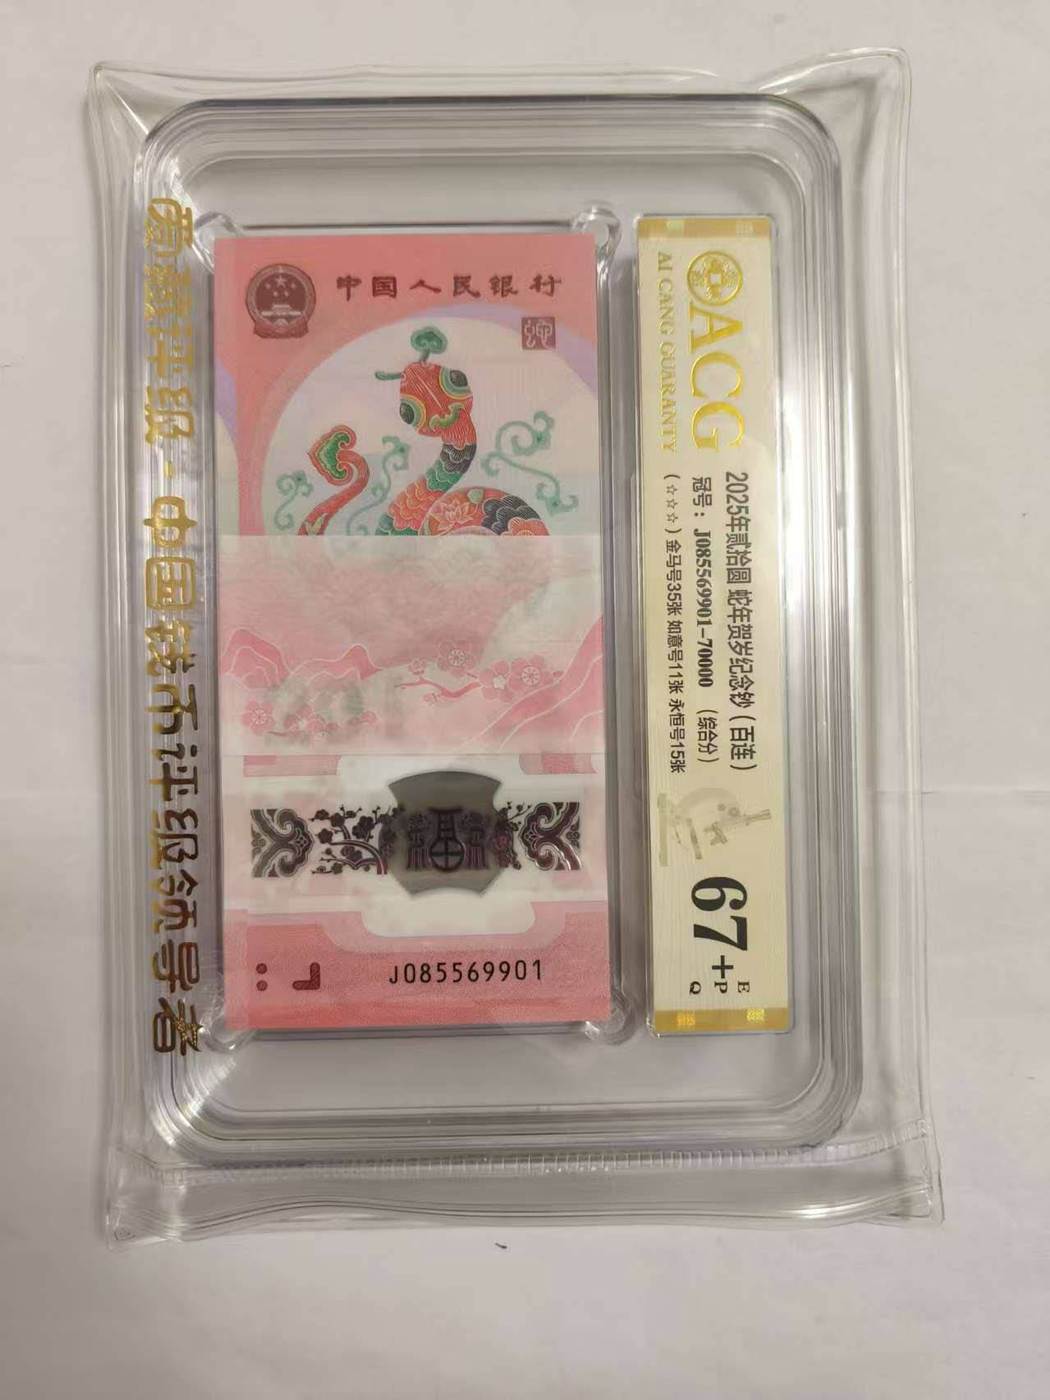 爱藏评级·中国钱币评级领导者
中国人民银行
迎
J085569901
ACG
AI CANG GUARANTY
2025年贰拾圆 蛇年贺岁纪念钞 (百连)
冠号：J085569901-70000 (综合分)
(☆☆☆) 金马号35张 如意号11张 永恒号15张
67+
E
P
Q